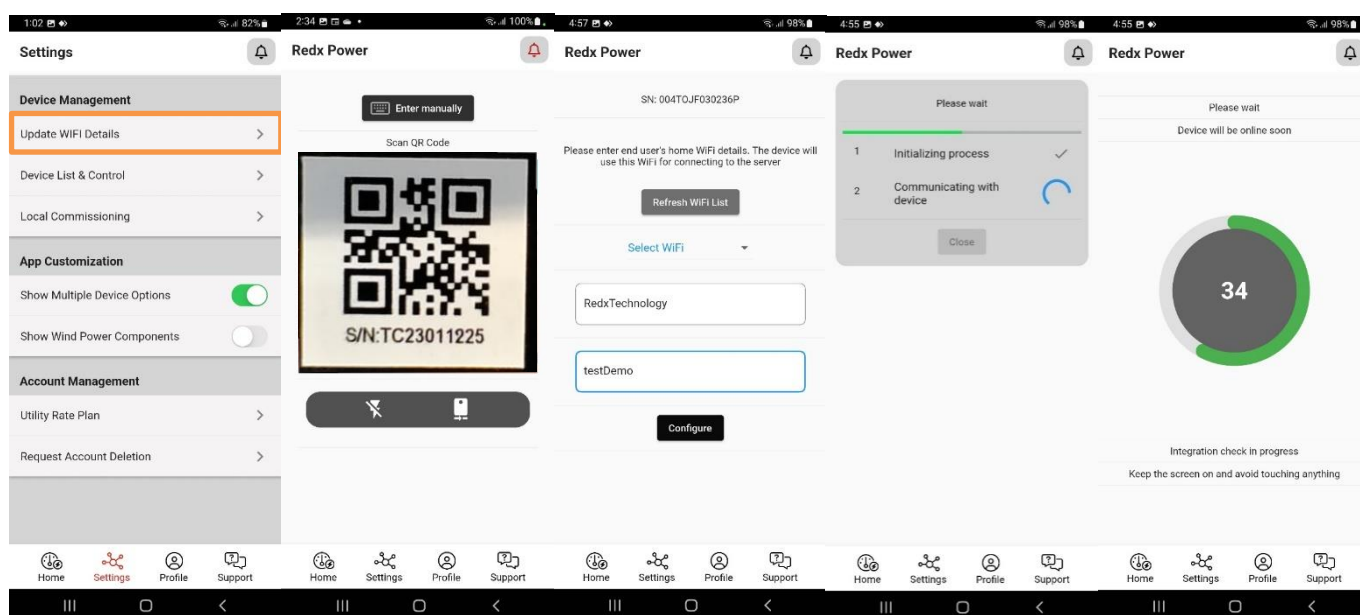 1:02 82%
Settings
Device Management
Update WIFI Details
Device List & Control
Local Commissioning
App Customization
Show Multiple Device Options
Show Wind Power Components
Account Management
Utility Rate Plan
Request Account Deletion
Home Settings Profile Support
2:34 100%
Redx Power
Enter manually
Scan QR Code
S/N:TC23011225
Home Settings Profile Support
4:57 98%
Redx Power
SN: 004TOJF030236P
Please enter end user's home WiFi details. The device will
use this WiFi for connecting to the server
Refresh WiFi List
Select WiFi
RedxTechnology
testDemo
Configure
Home Settings Profile Support
4:55 98%
Redx Power
Please wait
1 Initializing process
2 Communicating with
device
Close
Home Settings Profile Support
4:55 98%
Redx Power
Please wait
Device will be online soon
34
Integration check in progress
Keep the screen on and avoid touching anything
Home Settings Profile Support